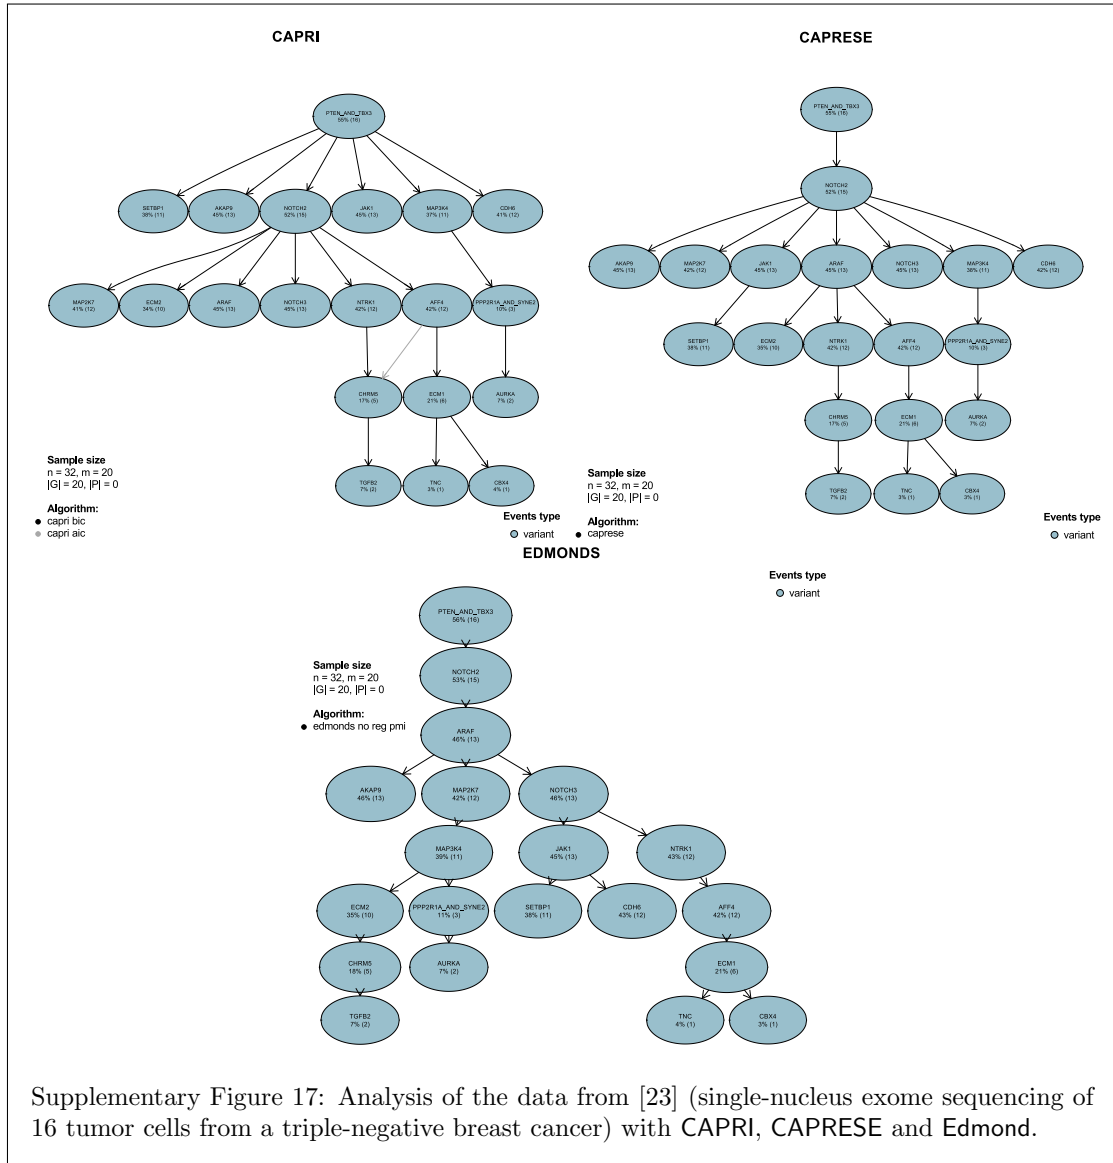 CAPRI
PTEN_AND_TBX3
55% (16)
SETBP1
38% (11)
AKAP9
45% (13)
NOTCH2
52% (15)
JAK1
45% (13)
MAP3K4
37% (11)
CDH6
41% (12)
MAP2K7
41% (12)
ECM2
34% (10)
ARAF
45% (13)
NOTCH3
45% (13)
NTRK1
42% (12)
AFF4
42% (12)
PPP2R1A_AND_SYNE2
10% (3)
CHRM5
17% (5)
ECM1
21% (6)
AURKA
7% (2)
TGFB2
7% (2)
TNC
3% (1)
CBX4
4% (1)
Sample size
n = 32, m = 20
|G| = 20, |P| = 0
Algorithm:
capri bic
capri aic
Events type
variant
CAPRESE
PTEN_AND_TBX3
55% (16)
NOTCH2
52% (15)
AKAP9
45% (13)
MAP2K7
42% (12)
JAK1
45% (13)
ARAF
45% (13)
NOTCH3
45% (13)
MAP3K4
38% (11)
CDH6
42% (12)
SETBP1
38% (11)
ECM2
35% (10)
NTRK1
42% (12)
AFF4
42% (12)
PPP2R1A_AND_SYNE2
10% (3)
CHRM5
17% (5)
ECM1
21% (6)
AURKA
7% (2)
TGFB2
7% (2)
TNC
3% (1)
CBX4
3% (1)
Sample size
n = 32, m = 20
|G| = 20, |P| = 0
Algorithm:
caprese
Events type
variant
EDMONDS
Events type
variant
PTEN_AND_TBX3
56% (16)
NOTCH2
53% (15)
Sample size
n = 32, m = 20
|G| = 20, |P| = 0
Algorithm:
edmonds no reg pmi
ARAF
46% (13)
AKAP9
46% (13)
MAP2K7
42% (12)
NOTCH3
46% (13)
MAP3K4
39% (11)
JAK1
45% (13)
NTRK1
43% (12)
ECM2
35% (10)
PPP2R1A_AND_SYNE2
11% (3)
SETBP1
38% (11)
CDH6
43% (12)
AFF4
42% (12)
CHRM5
18% (5)
AURKA
7% (2)
ECM1
21% (6)
TGFB2
7% (2)
TNC
4% (1)
CBX4
3% (1)
Supplementary Figure 17: Analysis of the data from [23] (single-nucleus exome sequencing of
16 tumor cells from a triple-negative breast cancer) with CAPRI, CAPRESE and Edmond.